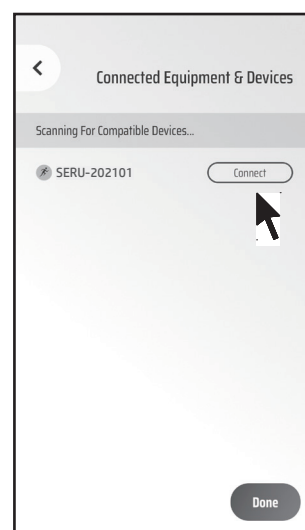 Connected Equipment & Devices
Scanning For Compatible Devices...
SERU-202101
Connect
Done